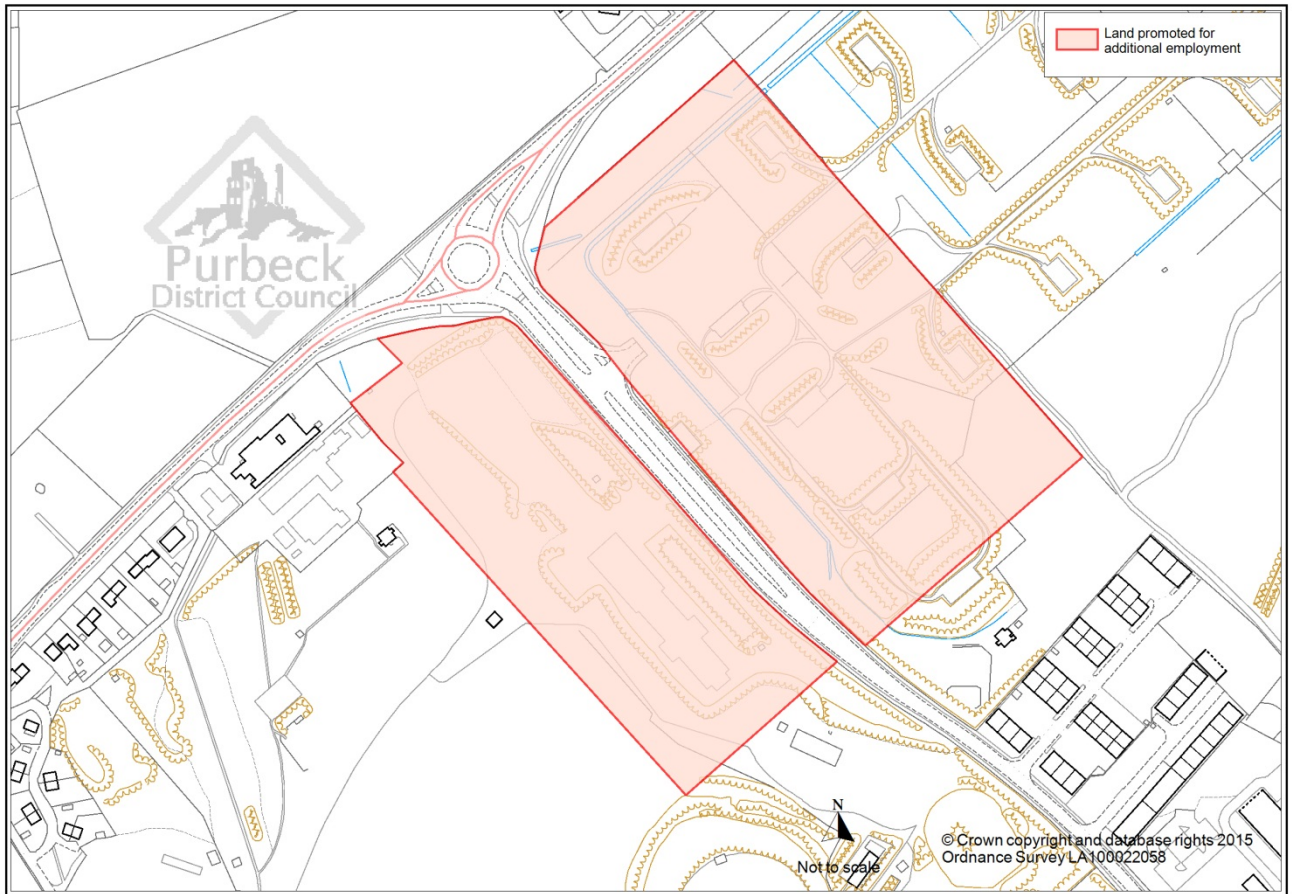 Land promoted for
additional employment
Purbeck
District Council
N
© Crown copyright and database rights 2015
Ordnance Survey LA100022058
Not to scale